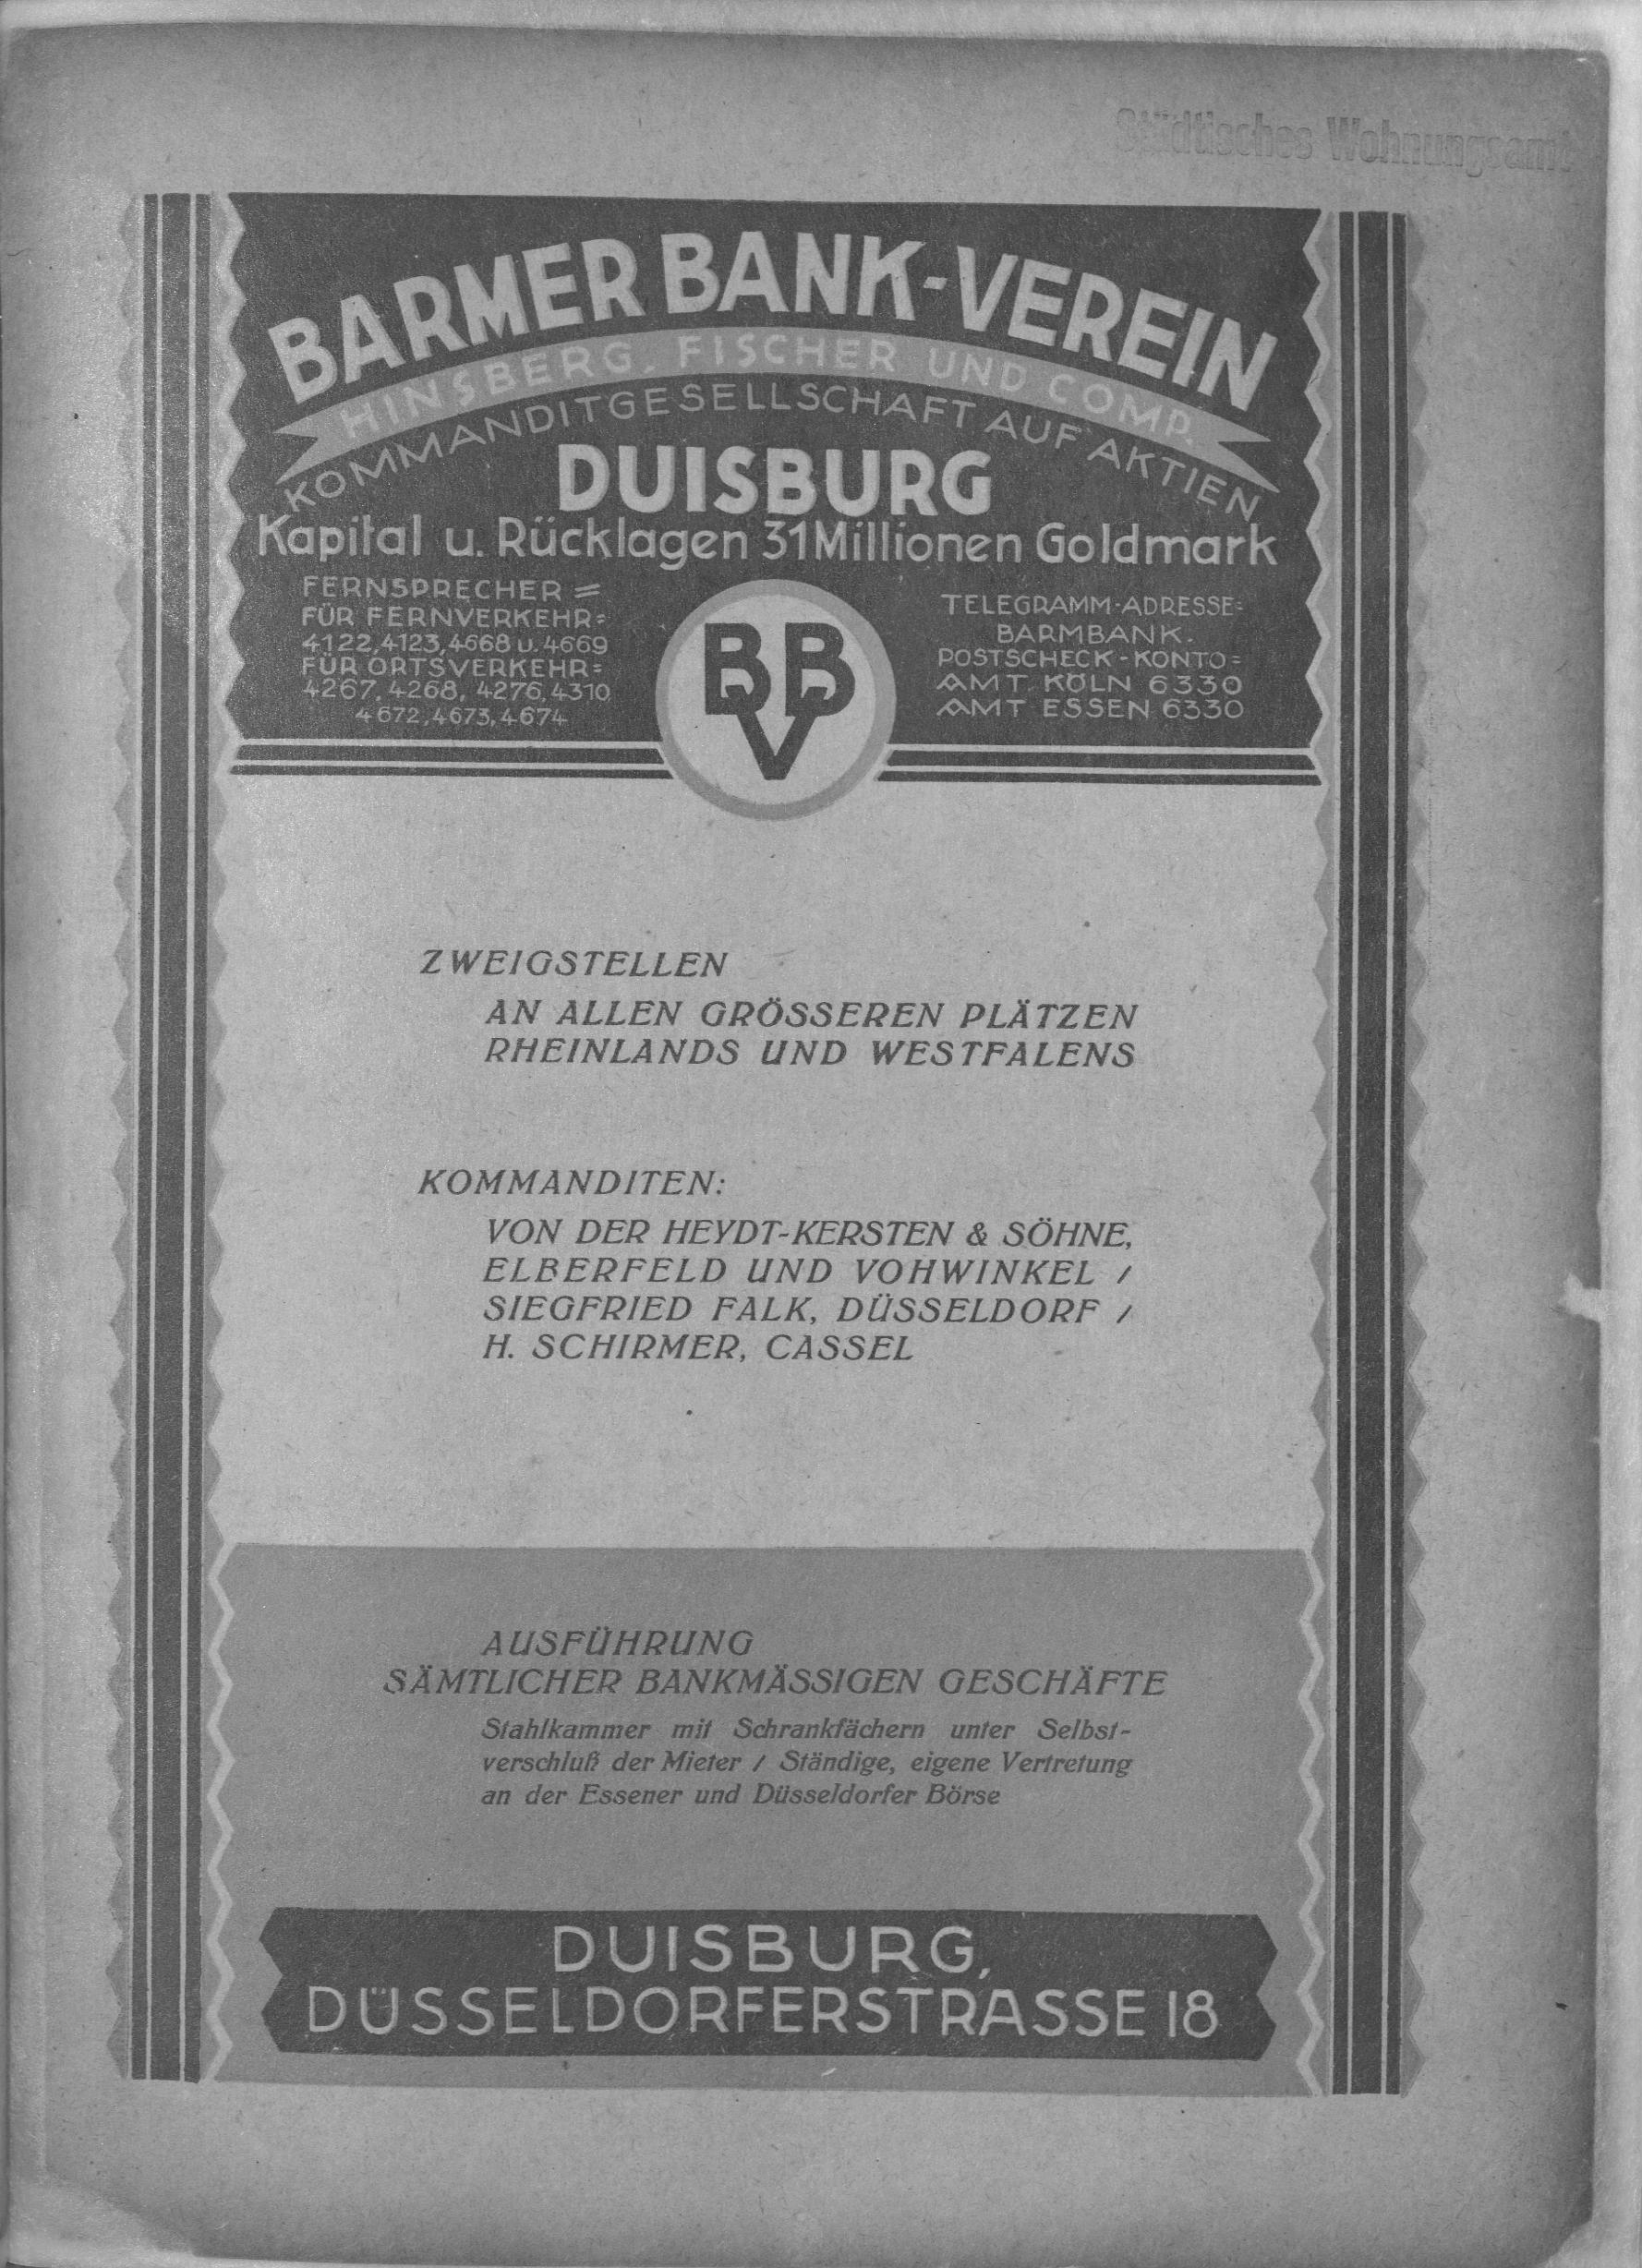 Städtisches Wohnungsamt
BARMER BANK-VEREIN
HINSBERG, FISCHER UND COMP.
KOMMANDITGESELLSCHAFT AUF AKTIEN
DUISBURG
Kapital u. Rücklagen 31 Millionen Goldmark
FERNSPRECHER =
FÜR FERNVERKEHR=
4122,4123,4668 u. 4669
FÜR ORTSVERKEHR=
4267, 4268, 4276, 4310
4672, 4673, 4674
BBV
TELEGRAMM-ADRESSE=
BARMBANK.
POSTSCHECK-KONTO=
AMT KÖLN 6330
AMT ESSEN 6330
ZWEIGSTELLEN
AN ALLEN GRÖSSEREN PLÄTZEN
RHEINLANDS UND WESTFALENS
KOMMANDITEN:
VON DER HEYDT-KERSTEN & SÖHNE,
ELBERFELD UND VOHWINKEL /
SIEGFRIED FALK, DÜSSELDORF /
H. SCHIRMER, CASSEL
AUSFÜHRUNG
SÄMTLICHER BANKMÄSSIGEN GESCHÄFTE
Stahlkammer mit Schrankfächern unter Selbst-
verschluß der Mieter / Ständige, eigene Vertretung
an der Essener und Düsseldorfer Börse
DUISBURG,
DÜSSELDORFERSTRASSE 18